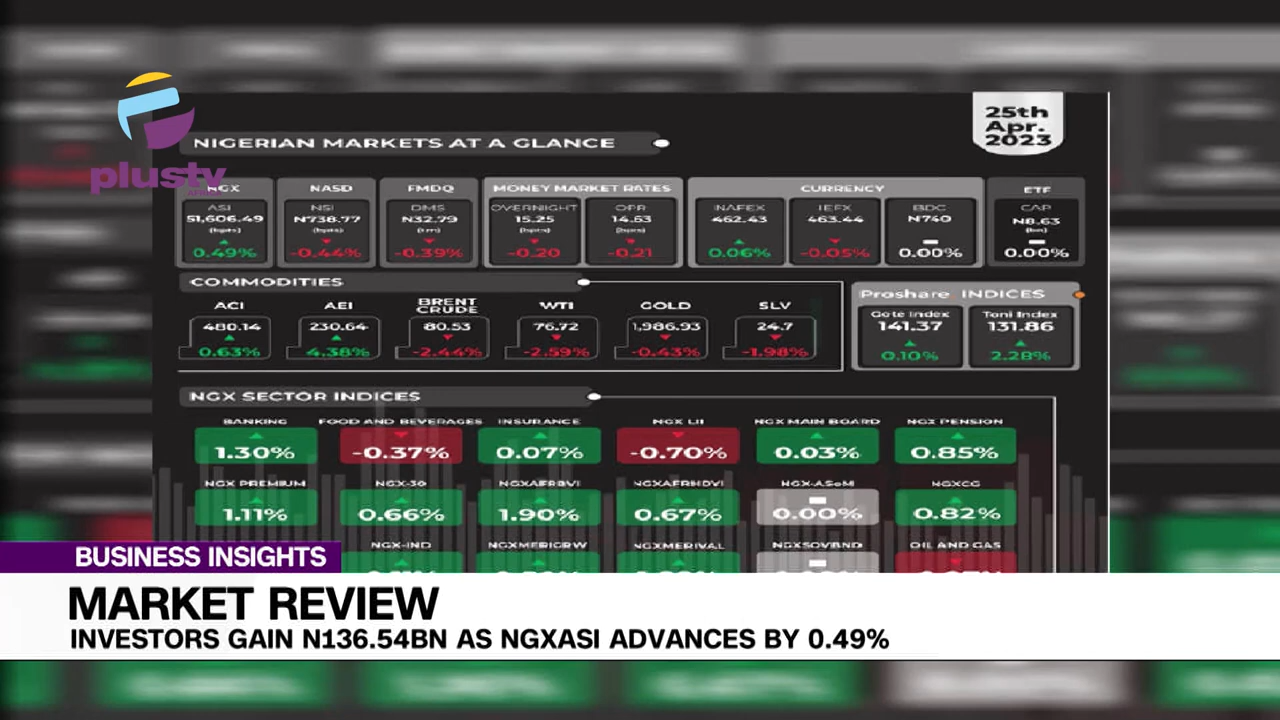 plustv
25th
Apr.
2023
NIGERIAN MARKETS AT A GLANCE
NGX NASD FMDQ MONEY MARKET RATES CURRENCY ETF
ASI NSI DMS OVERNIGHT OPR NAFEX IEFX BDC CAP
51,606.49 N738.77 N32.79 15.25 14.63 462.43 463.44 N740 N8.63
0.49% -0.44% -0.39% -0.20 -0.21 0.06% -0.05% 0.00% 0.00%
COMMODITIES
ACI AEI BRENT CRUDE WTI GOLD SLV
480.14 230.64 80.53 76.72 1,986.93 24.7
0.63% 4.38% -2.44% -2.59% -0.43% -1.98%
Proshare INDICES
Gote Index Toni Index
141.37 131.86
0.10% 2.28%
NGX SECTOR INDICES
BANKING FOOD AND BEVERAGES INSURANCE NGX LII NGX MAIN BOARD NGX PENSION
1.30% -0.37% 0.07% -0.70% 0.03% 0.85%
NGX PREMIUM NGX-30 NGXAFRBVI NGXAFRHDVI NGX-ASeM NGXCG
1.11% 0.66% 1.90% 0.67% 0.00% 0.82%
NGX-IND NGXMERIGRW NGXMERIVAL NGXSOVBND OIL AND GAS
BUSINESS INSIGHTS
MARKET REVIEW
INVESTORS GAIN N136.54BN AS NGXASI ADVANCES BY 0.49%